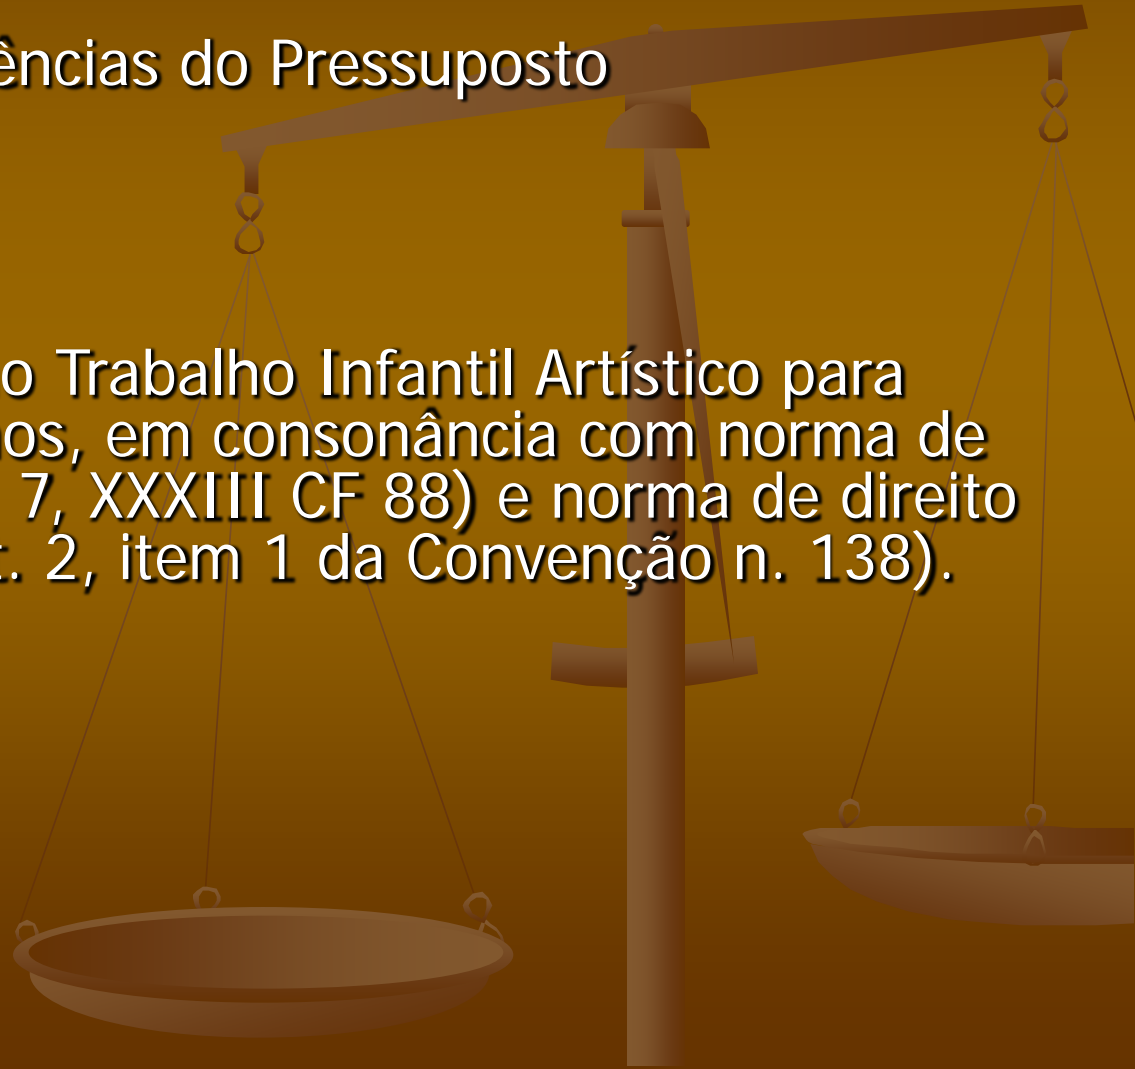 ências do Pressuposto
o Trabalho Infantil Artístico para
nos, em consonância com norma de
7, XXXIII CF 88) e norma de direito
. 2, item 1 da Convenção n. 138).